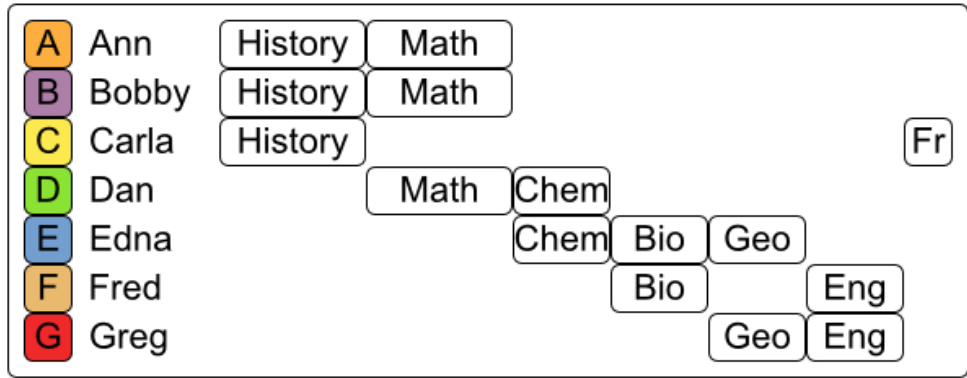 A Ann History Math
B Bobby History Math
C Carla History Fr
D Dan Math Chem
E Edna Chem Bio Geo
F Fred Bio Eng
G Greg Geo Eng